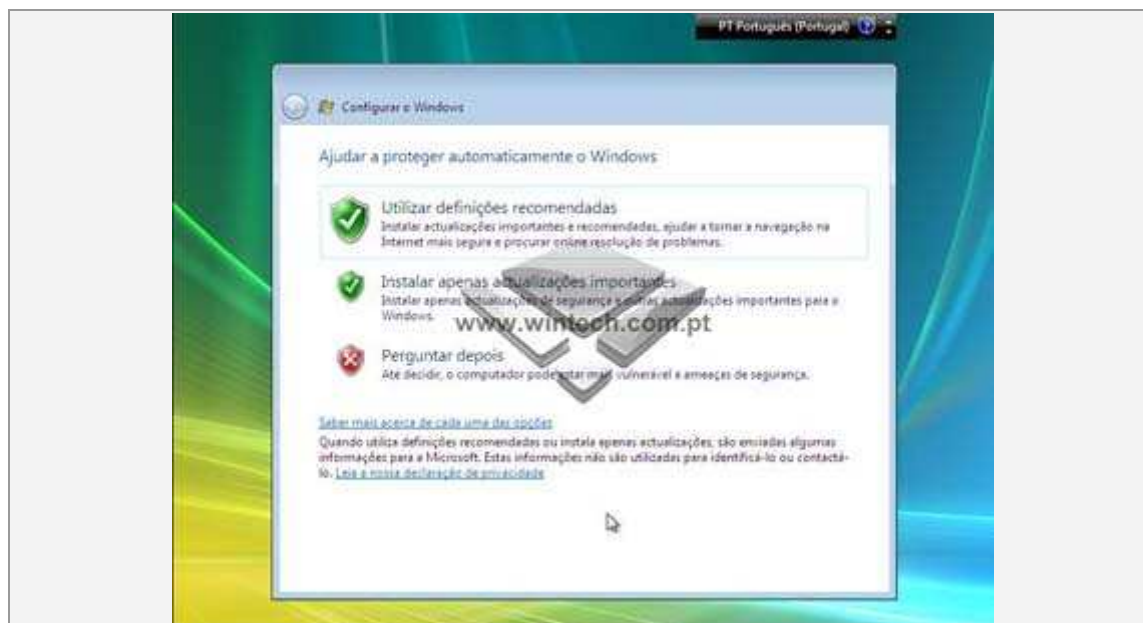 PT Português (Portugal)
Configurar o Windows
Ajudar a proteger automaticamente o Windows
Utilizar definições recomendadas
Instalar actualizações importantes e recomendadas, ajudar a tornar a navegação na
Internet mais segura e procurar online resolução de problemas.
Instalar apenas actualizações importantes
Instalar apenas actualizações de segurança e outras actualizações importantes para o
Windows.
www.wintech.com.pt
Perguntar depois
Até decidir, o computador pode estar mais vulnerável a ameaças de segurança.
Saber mais acerca de cada uma das opções
Quando utiliza definições recomendadas ou instala apenas actualizações, são enviadas algumas
informações para a Microsoft. Estas informações não são utilizadas para identificá-lo ou contactá-
lo. Leia a nossa declaração de privacidade